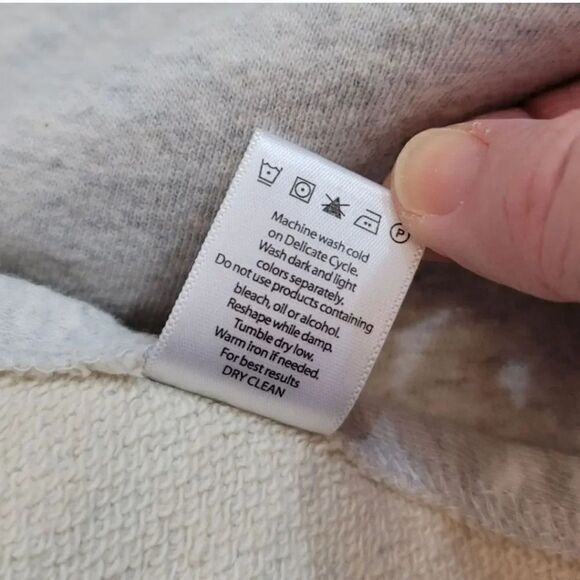 P
Machine wash cold
on Delicate Cycle.
Wash dark and light
colors separately.
Do not use products containing
bleach, oil or alcohol.
Reshape while damp.
Tumble dry low.
Warm iron if needed.
For best results
DRY CLEAN